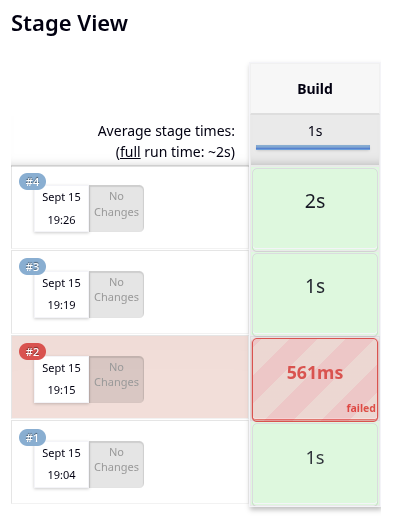 Stage View
Build
Average stage times:
(full run time: ~2s)
1s
#4
Sept 15
19:26
No
Changes
2s
#3
Sept 15
19:19
No
Changes
1s
#2
Sept 15
19:15
No
Changes
561ms
failed
#1
Sept 15
19:04
No
Changes
1s